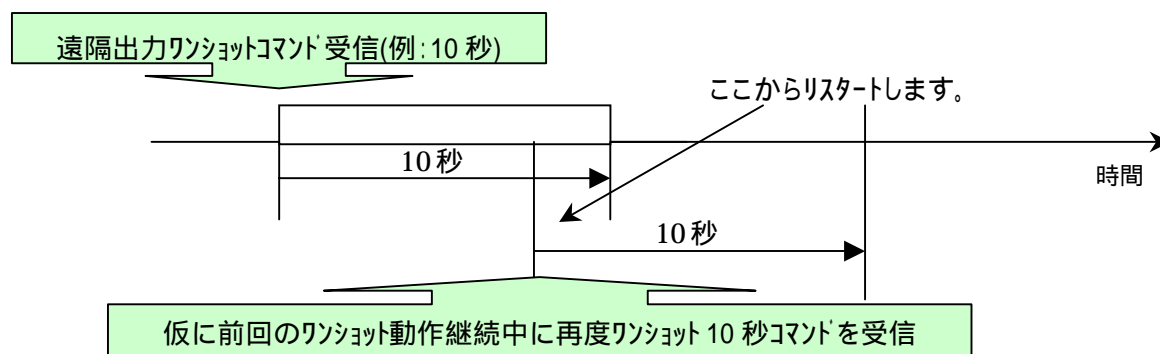 遠隔出力ﾜﾝｼｮｯﾄｺﾏﾝﾄﾞ受信(例：10 秒)
ここからﾘｽﾀｰﾄします。
10 秒
時間
10 秒
仮に前回のﾜﾝｼｮｯﾄ動作継続中に再度ﾜﾝｼｮｯﾄ 10 秒ｺﾏﾝﾄﾞを受信